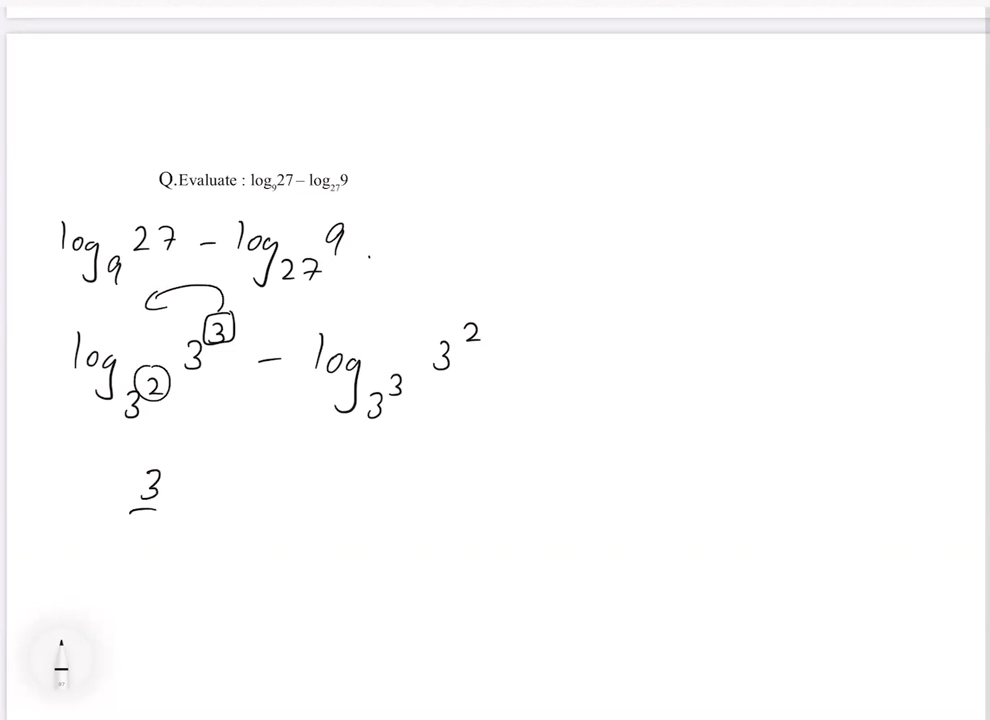 Q.Evaluate : log₉27 – log₂₇9
log₉ 27 – log₂₇ 9 .
log₃² 3³ – log₃³ 3²
3